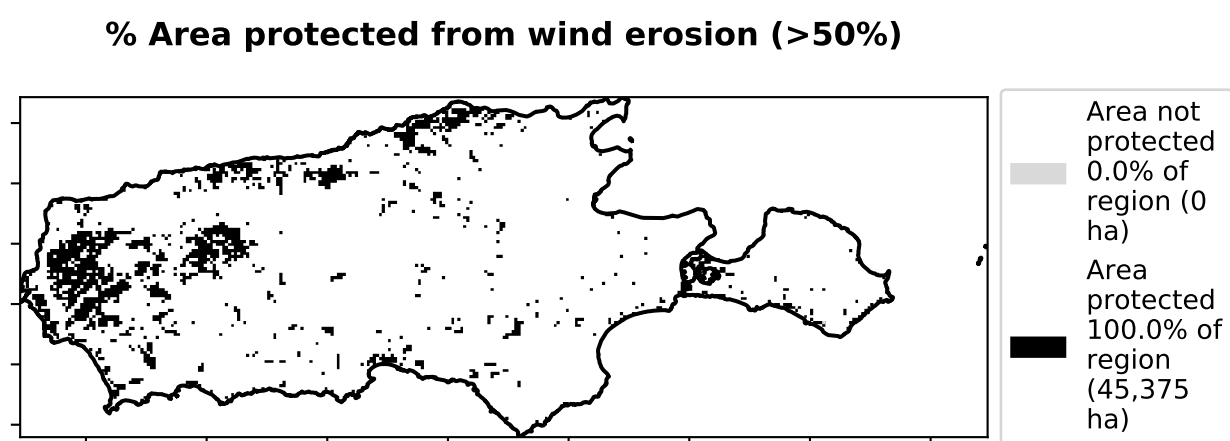 % Area protected from wind erosion (>50%)
Area not
protected
0.0% of
region (0
ha)
Area
protected
100.0% of
region
(45,375
ha)